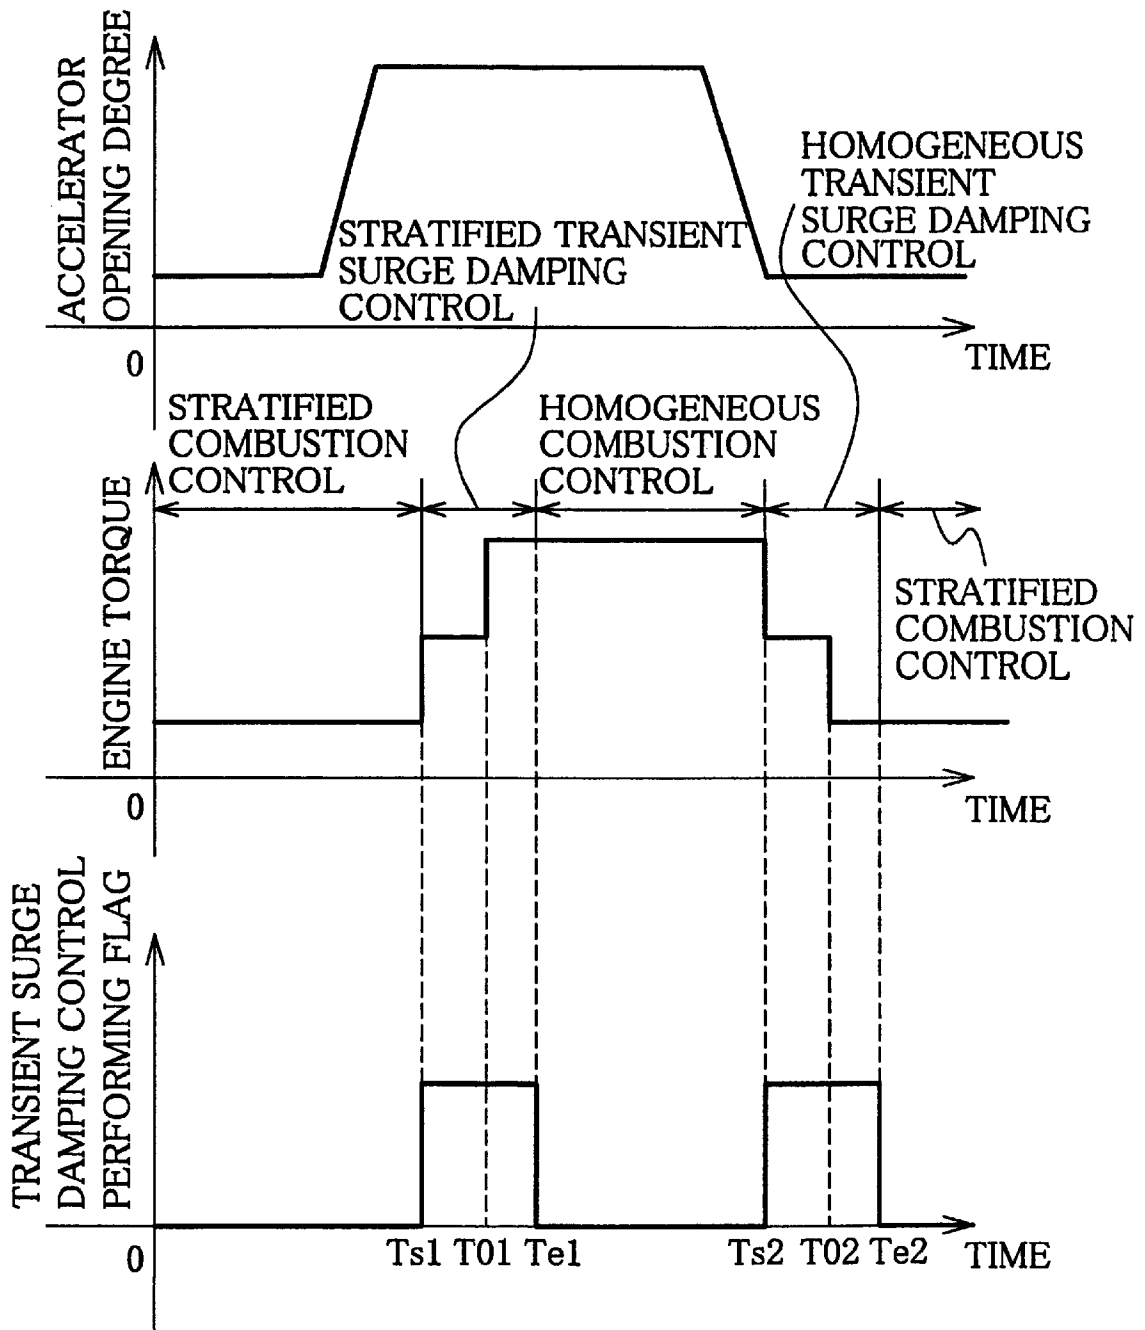 ACCELERATOR
OPENING DEGREE
HOMOGENEOUS
TRANSIENT
SURGE DAMPING
CONTROL
STRATIFIED TRANSIENT
SURGE DAMPING
CONTROL
0
TIME
STRATIFIED
COMBUSTION
CONTROL
HOMOGENEOUS
COMBUSTION
CONTROL
ENGINE TORQUE
STRATIFIED
COMBUSTION
CONTROL
0
TIME
TRANSIENT SURGE
DAMPING CONTROL
PERFORMING FLAG
0
Ts1 T01 Te1 Ts2 T02 Te2 TIME